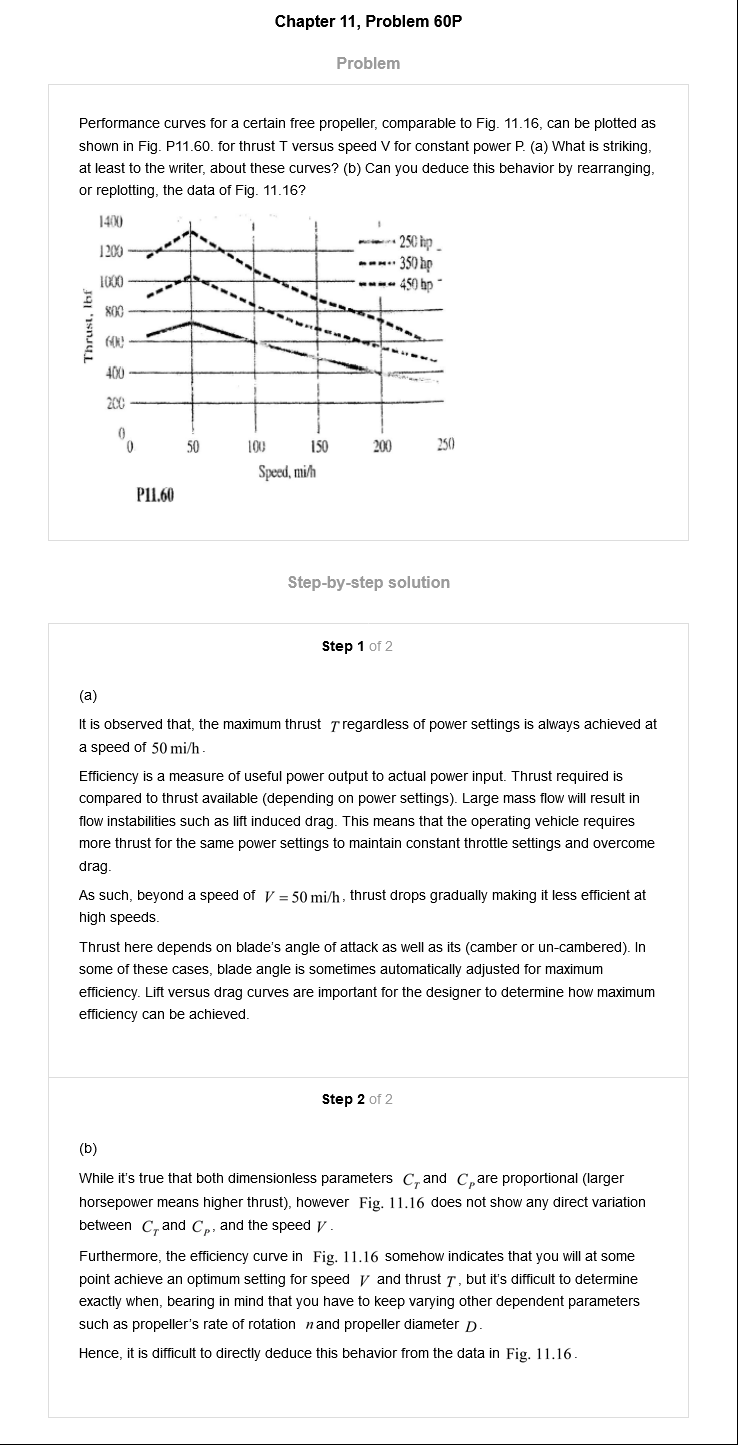 Chapter 11, Problem 60P
Problem
Performance curves for a certain free propeller, comparable to Fig. 11.16, can be plotted as
shown in Fig. P11.60. for thrust T versus speed V for constant power P. (a) What is striking,
at least to the writer, about these curves? (b) Can you deduce this behavior by rearranging,
or replotting, the data of Fig. 11.16?
1400
1200
1000
800
600
400
200
0
Thrust, lbf
250 hp
350 hp
450 hp
0 50 100 150 200 250
Speed, mi/h
P11.60
Step-by-step solution
Step 1 of 2
(a)
It is observed that, the maximum thrust T regardless of power settings is always achieved at
a speed of 50 mi/h.
Efficiency is a measure of useful power output to actual power input. Thrust required is
compared to thrust available (depending on power settings). Large mass flow will result in
flow instabilities such as lift induced drag. This means that the operating vehicle requires
more thrust for the same power settings to maintain constant throttle settings and overcome
drag.
As such, beyond a speed of V = 50 mi/h, thrust drops gradually making it less efficient at
high speeds.
Thrust here depends on blade's angle of attack as well as its (camber or un-cambered). In
some of these cases, blade angle is sometimes automatically adjusted for maximum
efficiency. Lift versus drag curves are important for the designer to determine how maximum
efficiency can be achieved.
Step 2 of 2
(b)
While it's true that both dimensionless parameters C_T and C_P are proportional (larger
horsepower means higher thrust), however Fig. 11.16 does not show any direct variation
between C_T and C_P, and the speed V.
Furthermore, the efficiency curve in Fig. 11.16 somehow indicates that you will at some
point achieve an optimum setting for speed V and thrust T, but it's difficult to determine
exactly when, bearing in mind that you have to keep varying other dependent parameters
such as propeller's rate of rotation n and propeller diameter D.
Hence, it is difficult to directly deduce this behavior from the data in Fig. 11.16.